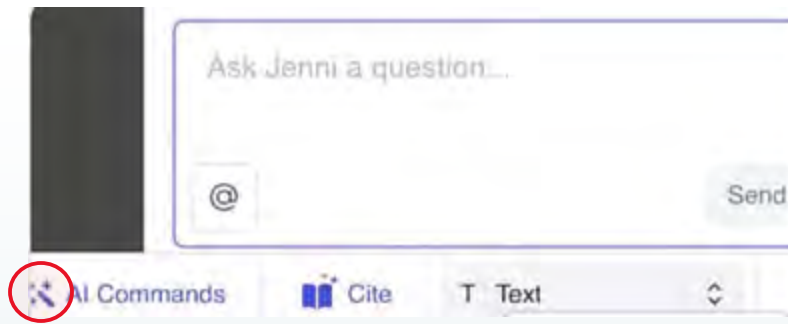 Ask Jenni a question...
@
Send
AI Commands Cite T Text